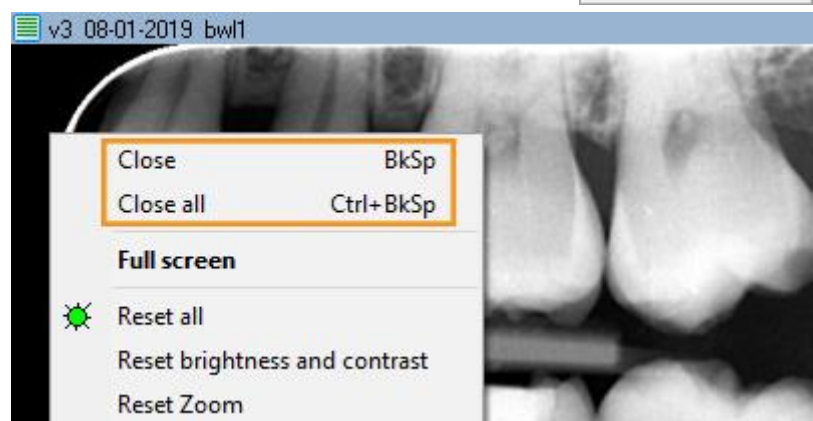 v3 08-01-2019 bwl1
Close BkSp
Close all Ctrl+BkSp
Full screen
Reset all
Reset brightness and contrast
Reset Zoom